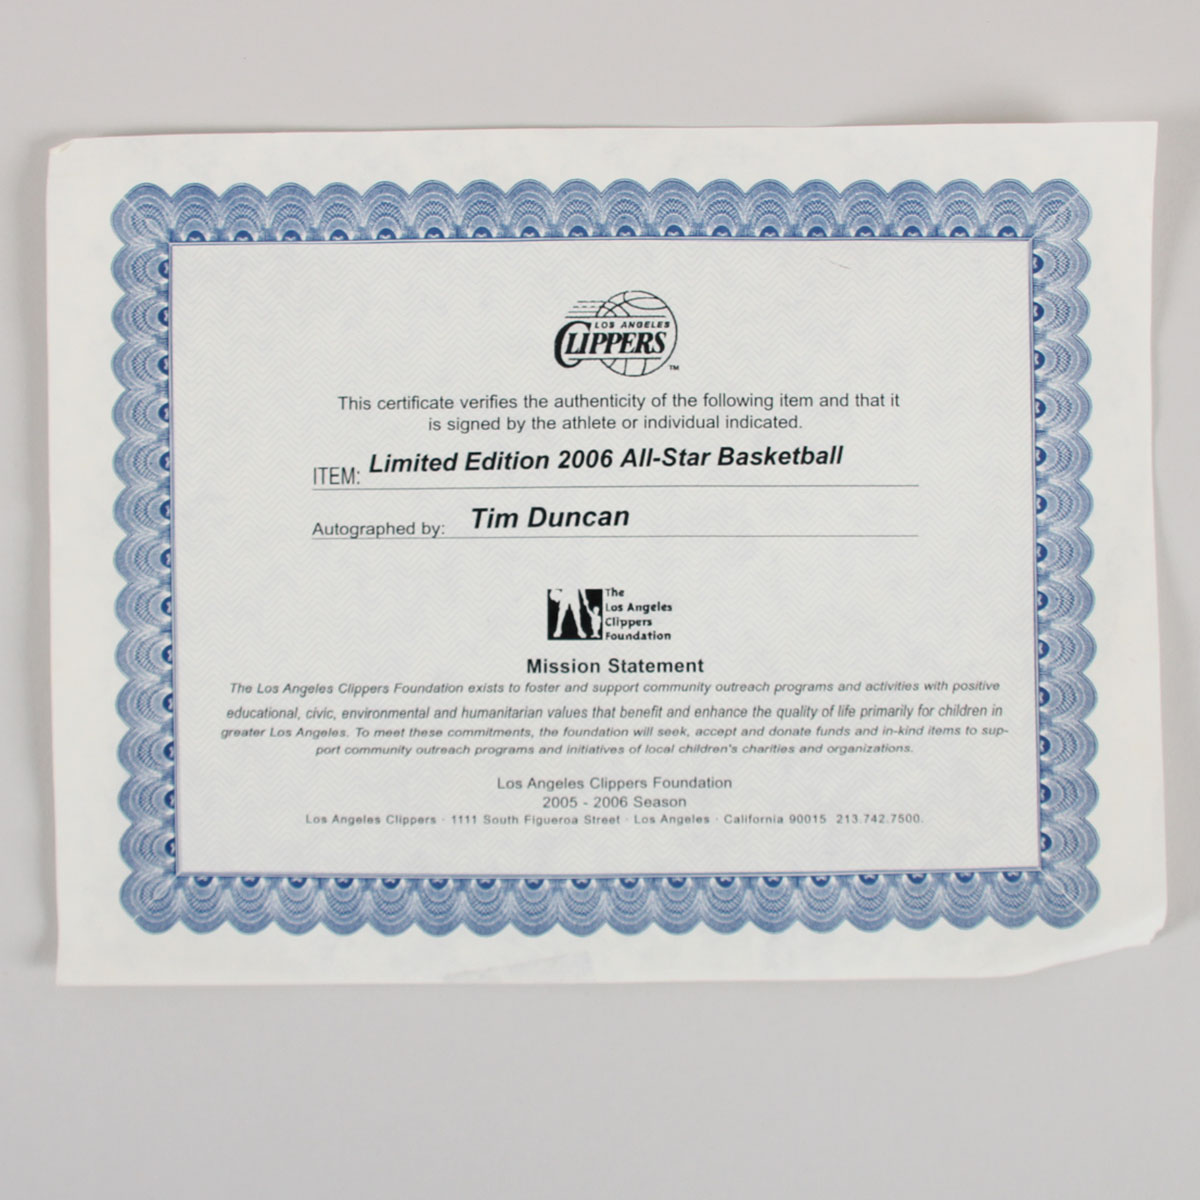 LOS ANGELES
CLIPPERS
™
This certificate verifies the authenticity of the following item and that it
is signed by the athlete or individual indicated.
ITEM: Limited Edition 2006 All-Star Basketball
Autographed by: Tim Duncan
The
Los Angeles
Clippers
Foundation
Mission Statement
The Los Angeles Clippers Foundation exists to foster and support community outreach programs and activities with positive
educational, civic, environmental and humanitarian values that benefit and enhance the quality of life primarily for children in
greater Los Angeles. To meet these commitments, the foundation will seek, accept and donate funds and in-kind items to sup-
port community outreach programs and initiatives of local children's charities and organizations.
Los Angeles Clippers Foundation
2005 - 2006 Season
Los Angeles Clippers · 1111 South Figueroa Street · Los Angeles · California 90015 213.742.7500.